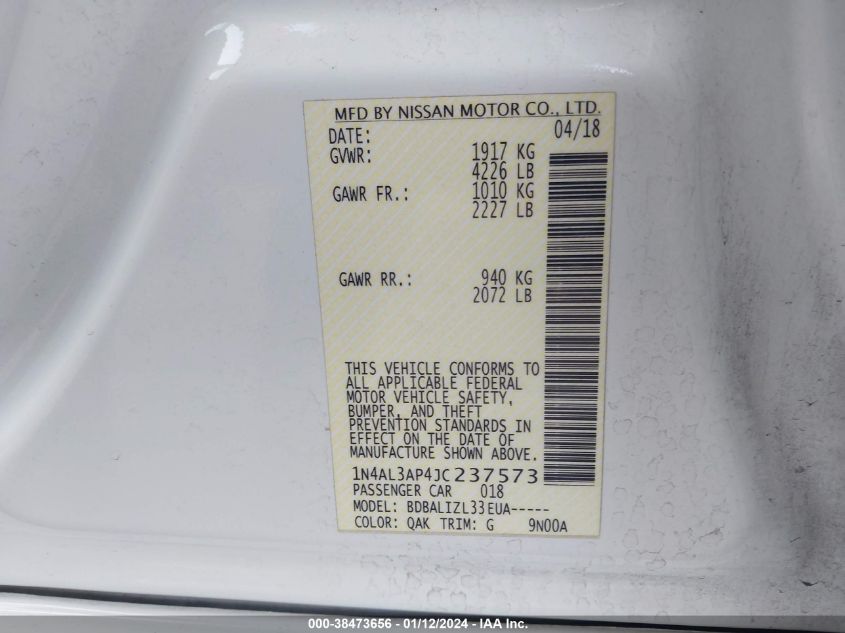 MFD BY NISSAN MOTOR CO., LTD.
DATE: 04/18
GVWR: 1917 KG
4226 LB
GAWR FR.: 1010 KG
2227 LB
GAWR RR.: 940 KG
2072 LB
THIS VEHICLE CONFORMS TO
ALL APPLICABLE FEDERAL
MOTOR VEHICLE SAFETY,
BUMPER, AND THEFT
PREVENTION STANDARDS IN
EFFECT ON THE DATE OF
MANUFACTURE SHOWN ABOVE.
1N4AL3AP4JC237573
PASSENGER CAR 018
MODEL: BDBALIZL33EUA-----
COLOR: QAK TRIM: G 9N00A
000-38473656 - 01/12/2024 - IAA Inc.